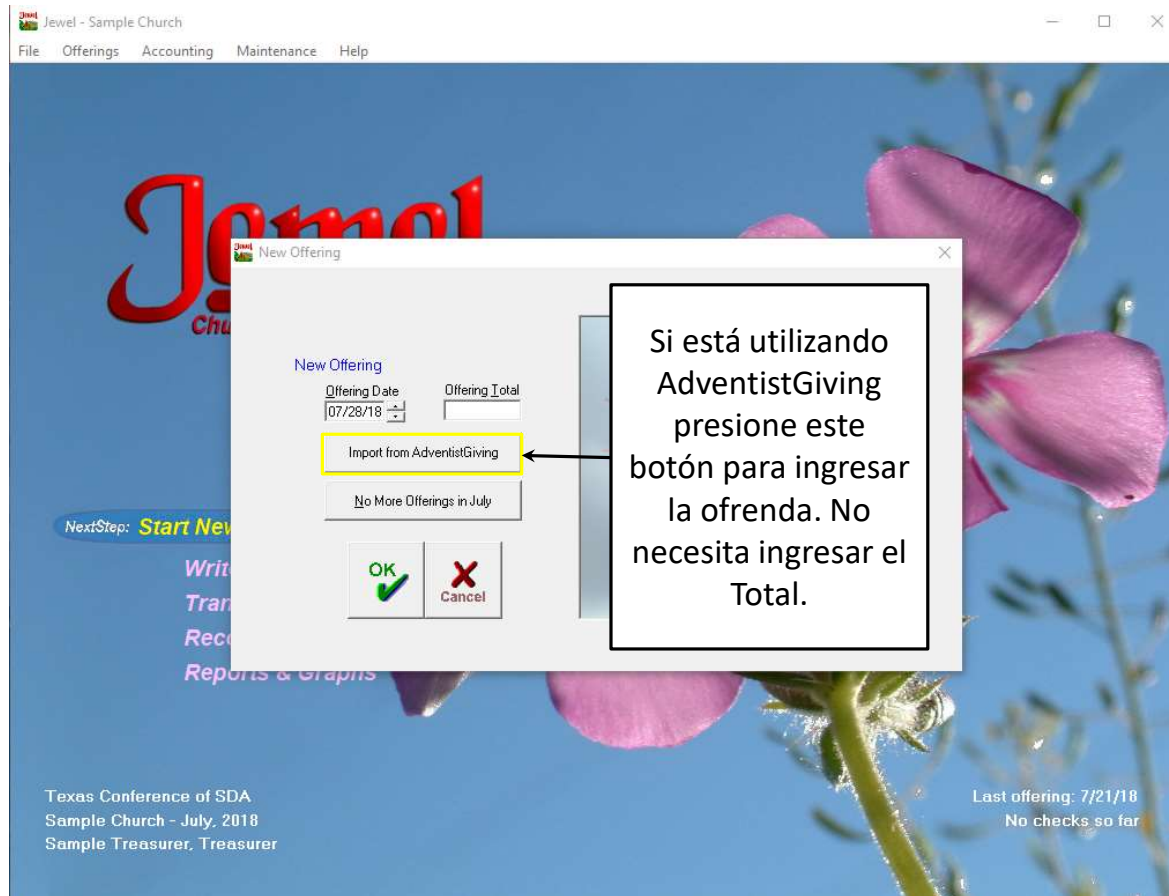 Jewel - Sample Church
File Offerings Accounting Maintenance Help
Jewel
New Offering
New Offering
Offering Date Offering Total
07/28/18
Import from AdventistGiving
No More Offerings in July
OK
Cancel
Si está utilizando
AdventistGiving
presione este
botón para ingresar
la ofrenda. No
necesita ingresar el
Total.
NextStep: Start New
Reports & Graphs
Texas Conference of SDA
Sample Church - July, 2018
Sample Treasurer, Treasurer
Last offering: 7/21/18
No checks so far